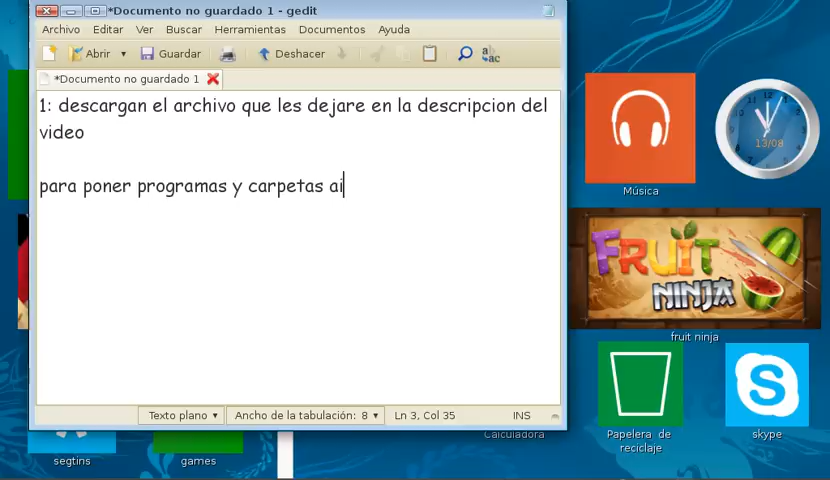 *Documento no guardado 1 - gedit
Archivo Editar Ver Buscar Herramientas Documentos Ayuda
Abrir Guardar Deshacer
*Documento no guardado 1
1: descargan el archivo que les dejare en la descripcion del
video
para poner programas y carpetas ai
Texto plano Ancho de la tabulación: 8 Ln 3, Col 35 INS
12
13/08
Música
FRUIT
NINJA
fruit ninja
Papelera de
reciclaje
skype
Calculadora
segtins
games